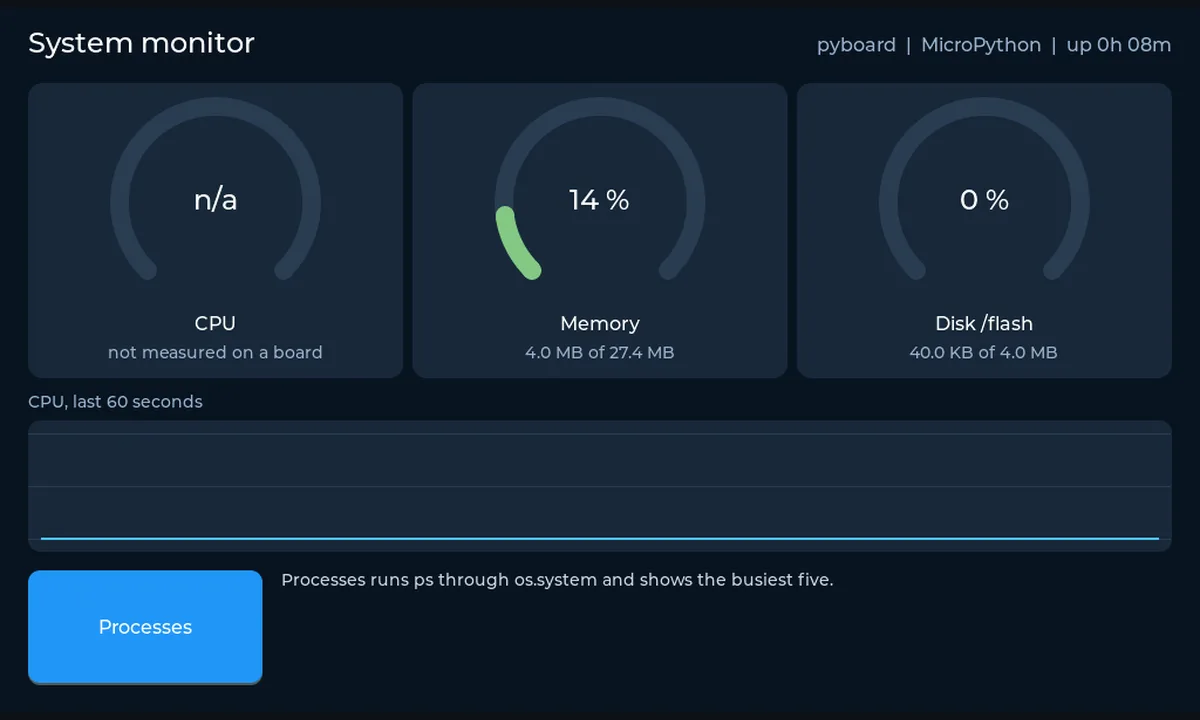 System monitor
pyboard | MicroPython | up 0h 08m
n/a
CPU
not measured on a board
14 %
Memory
4.0 MB of 27.4 MB
0 %
Disk /flash
40.0 KB of 4.0 MB
CPU, last 60 seconds
Processes
Processes runs ps through os.system and shows the busiest five.